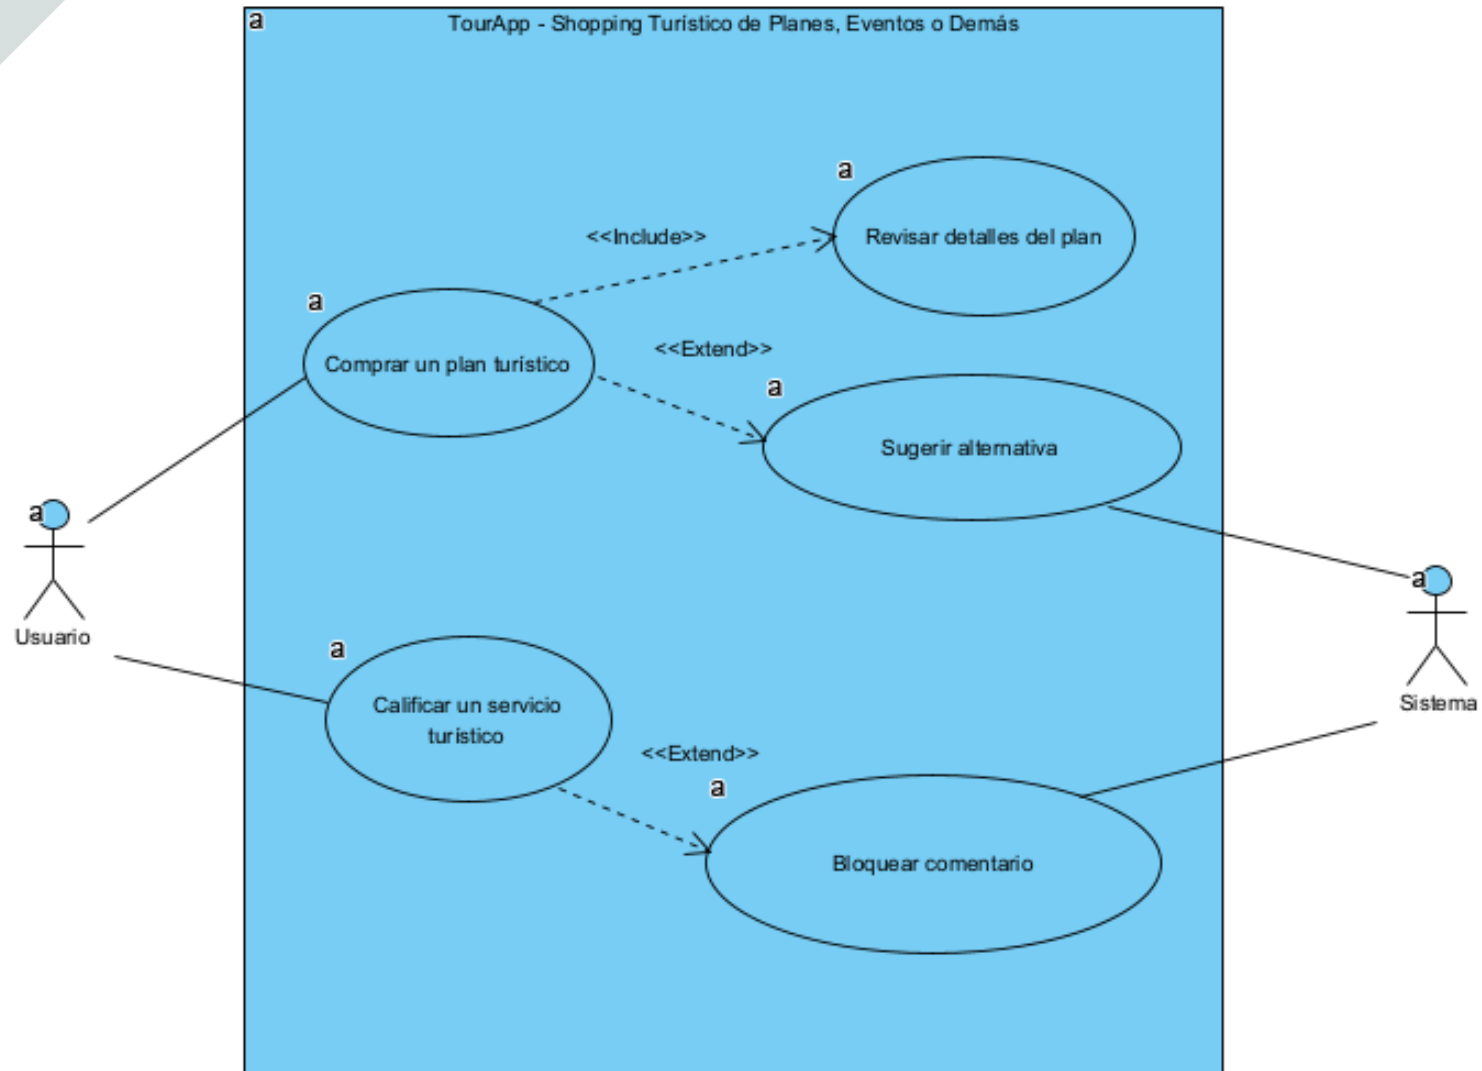 a
TourApp - Shopping Turístico de Planes, Eventos o Demás
a
<<Include>>
Revisar detalles del plan
a
<<Extend>>
Comprar un plan turístico
a
Sugerir alternativa
a
Usuario
a
Sistema
a
Calificar un servicio
turístico
<<Extend>>
a
Bloquear comentario